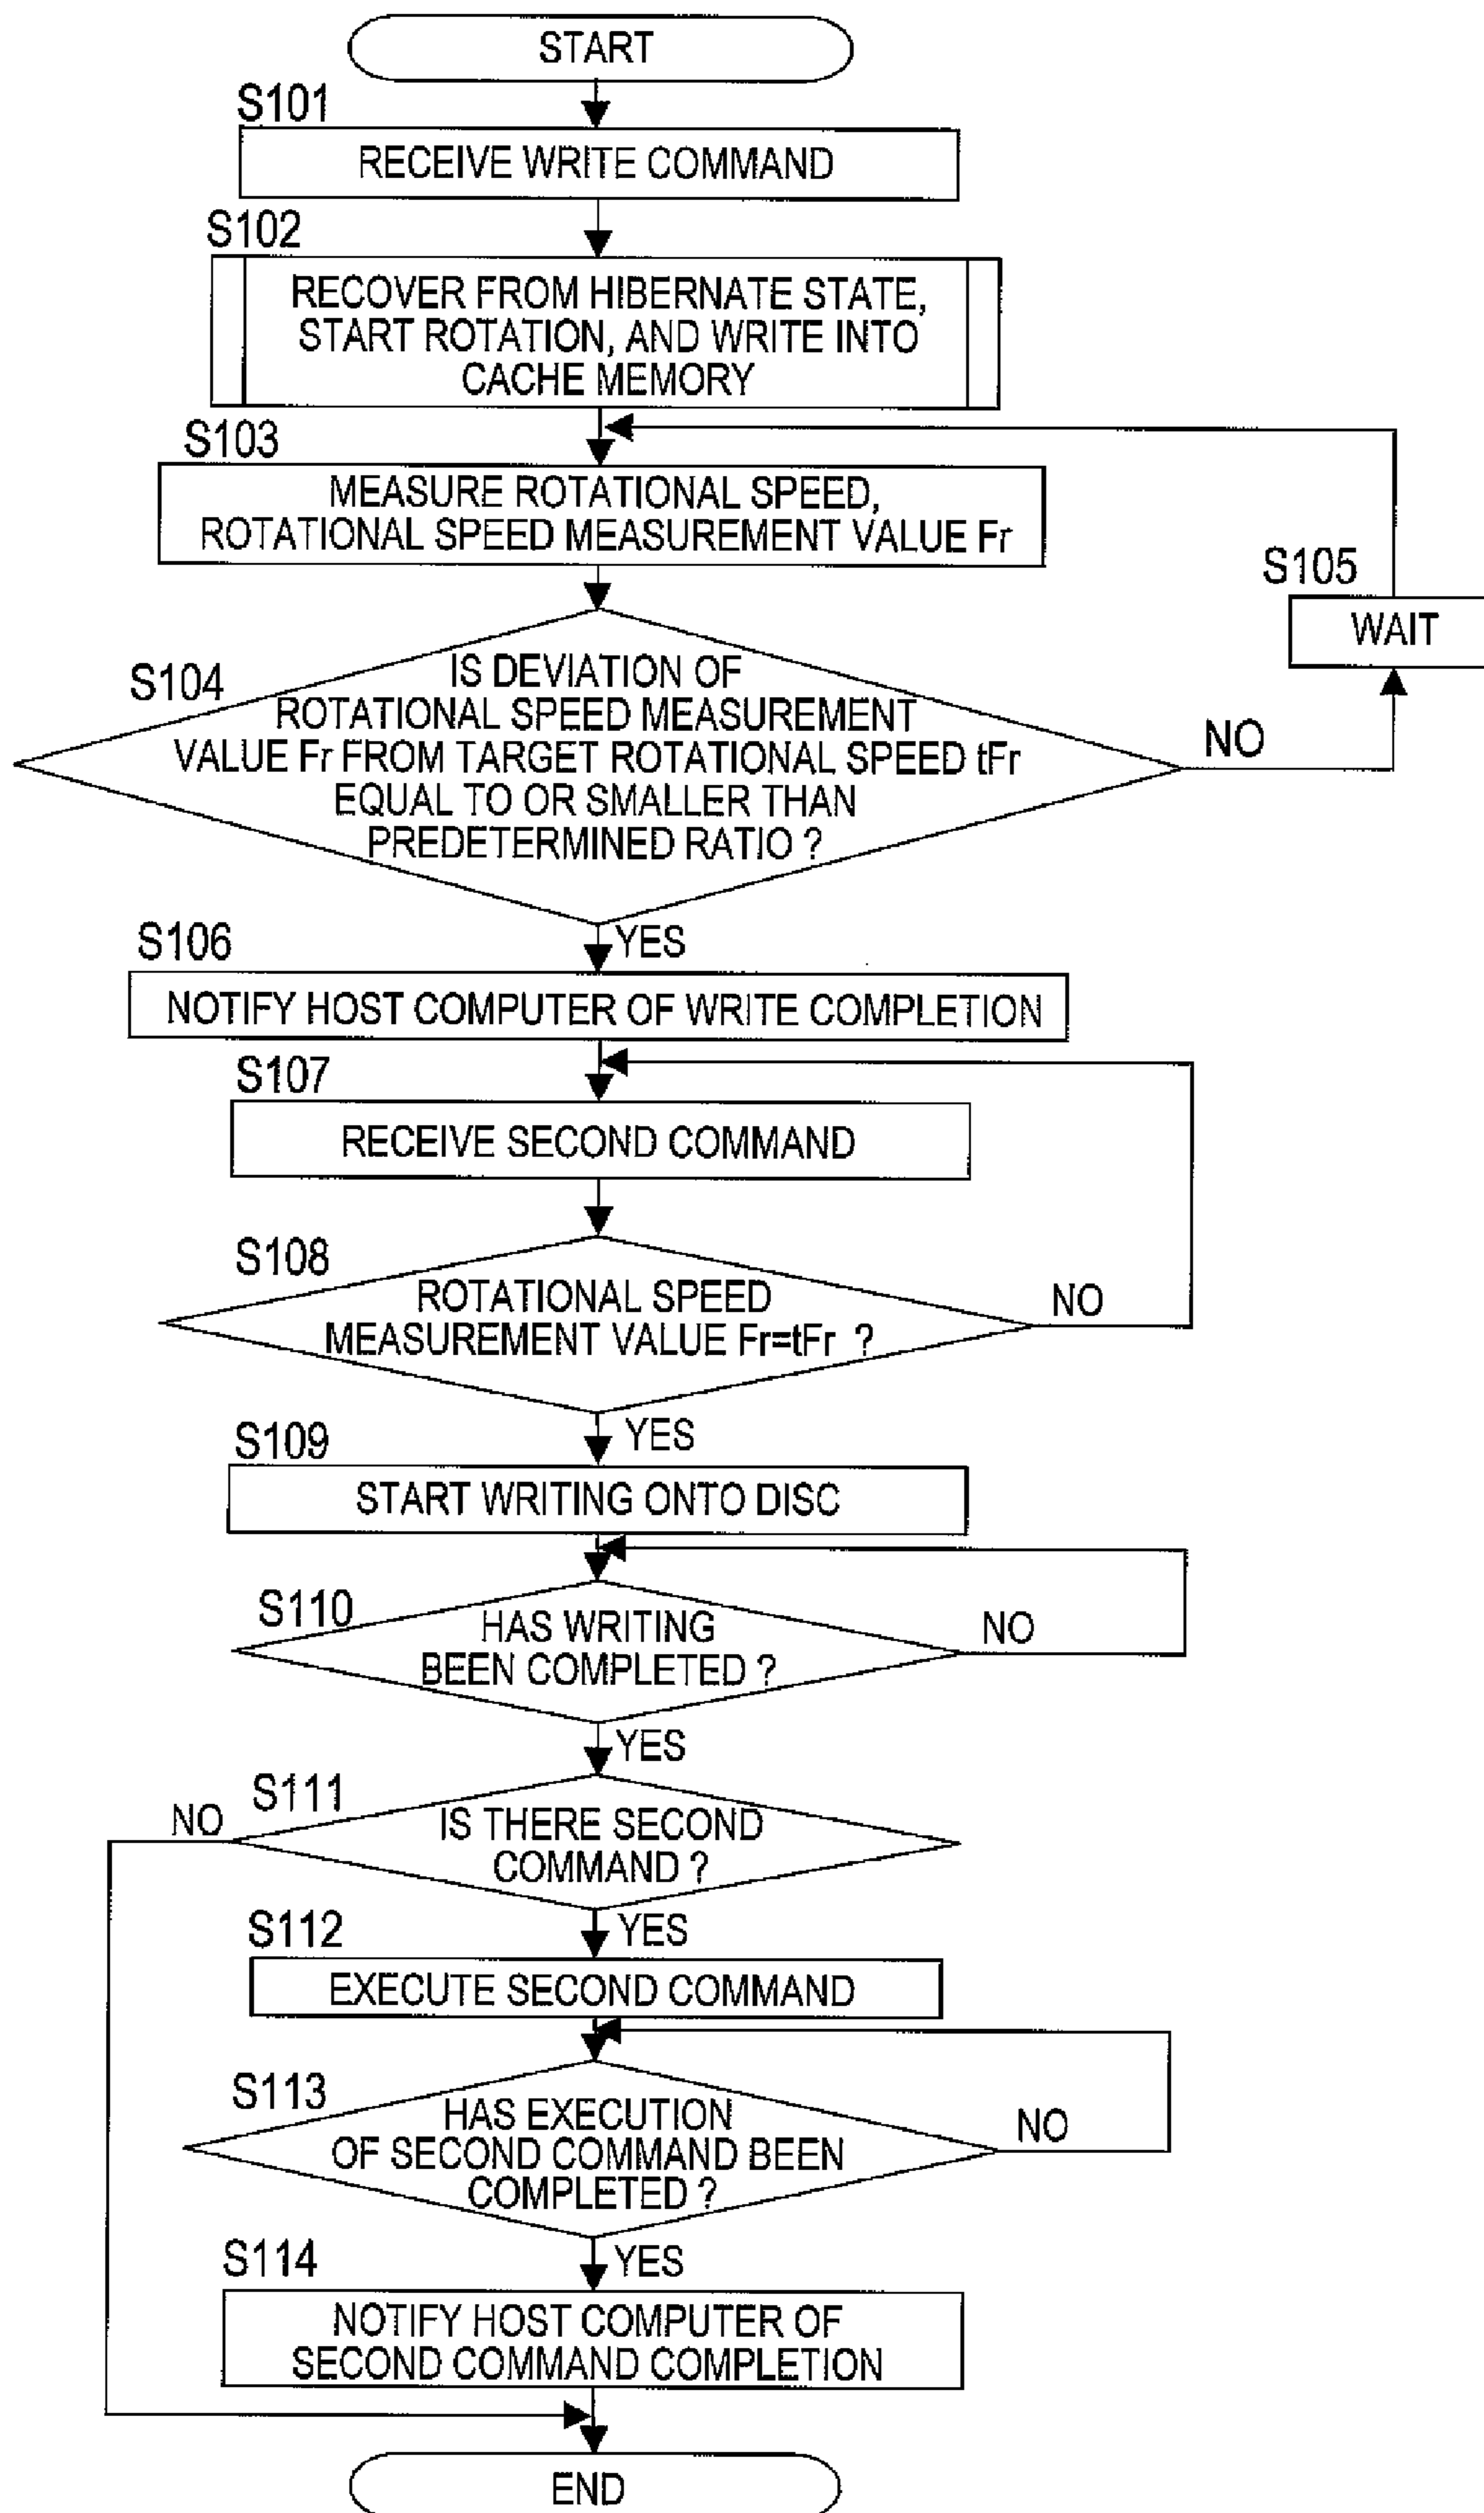 START
S101
RECEIVE WRITE COMMAND
S102
RECOVER FROM HIBERNATE STATE,
START ROTATION, AND WRITE INTO
CACHE MEMORY
S103
MEASURE ROTATIONAL SPEED,
ROTATIONAL SPEED MEASUREMENT VALUE Fr
S105
WAIT
S104
IS DEVIATION OF
ROTATIONAL SPEED MEASUREMENT
VALUE Fr FROM TARGET ROTATIONAL SPEED tFr
EQUAL TO OR SMALLER THAN
PREDETERMINED RATIO ?
NO
YES
S106
NOTIFY HOST COMPUTER OF WRITE COMPLETION
S107
RECEIVE SECOND COMMAND
S108
ROTATIONAL SPEED
MEASUREMENT VALUE Fr=tFr ?
NO
YES
S109
START WRITING ONTO DISC
S110
HAS WRITING
BEEN COMPLETED ?
NO
YES
S111
NO
IS THERE SECOND
COMMAND ?
YES
S112
EXECUTE SECOND COMMAND
S113
HAS EXECUTION
OF SECOND COMMAND BEEN
COMPLETED ?
NO
YES
S114
NOTIFY HOST COMPUTER OF
SECOND COMMAND COMPLETION
END